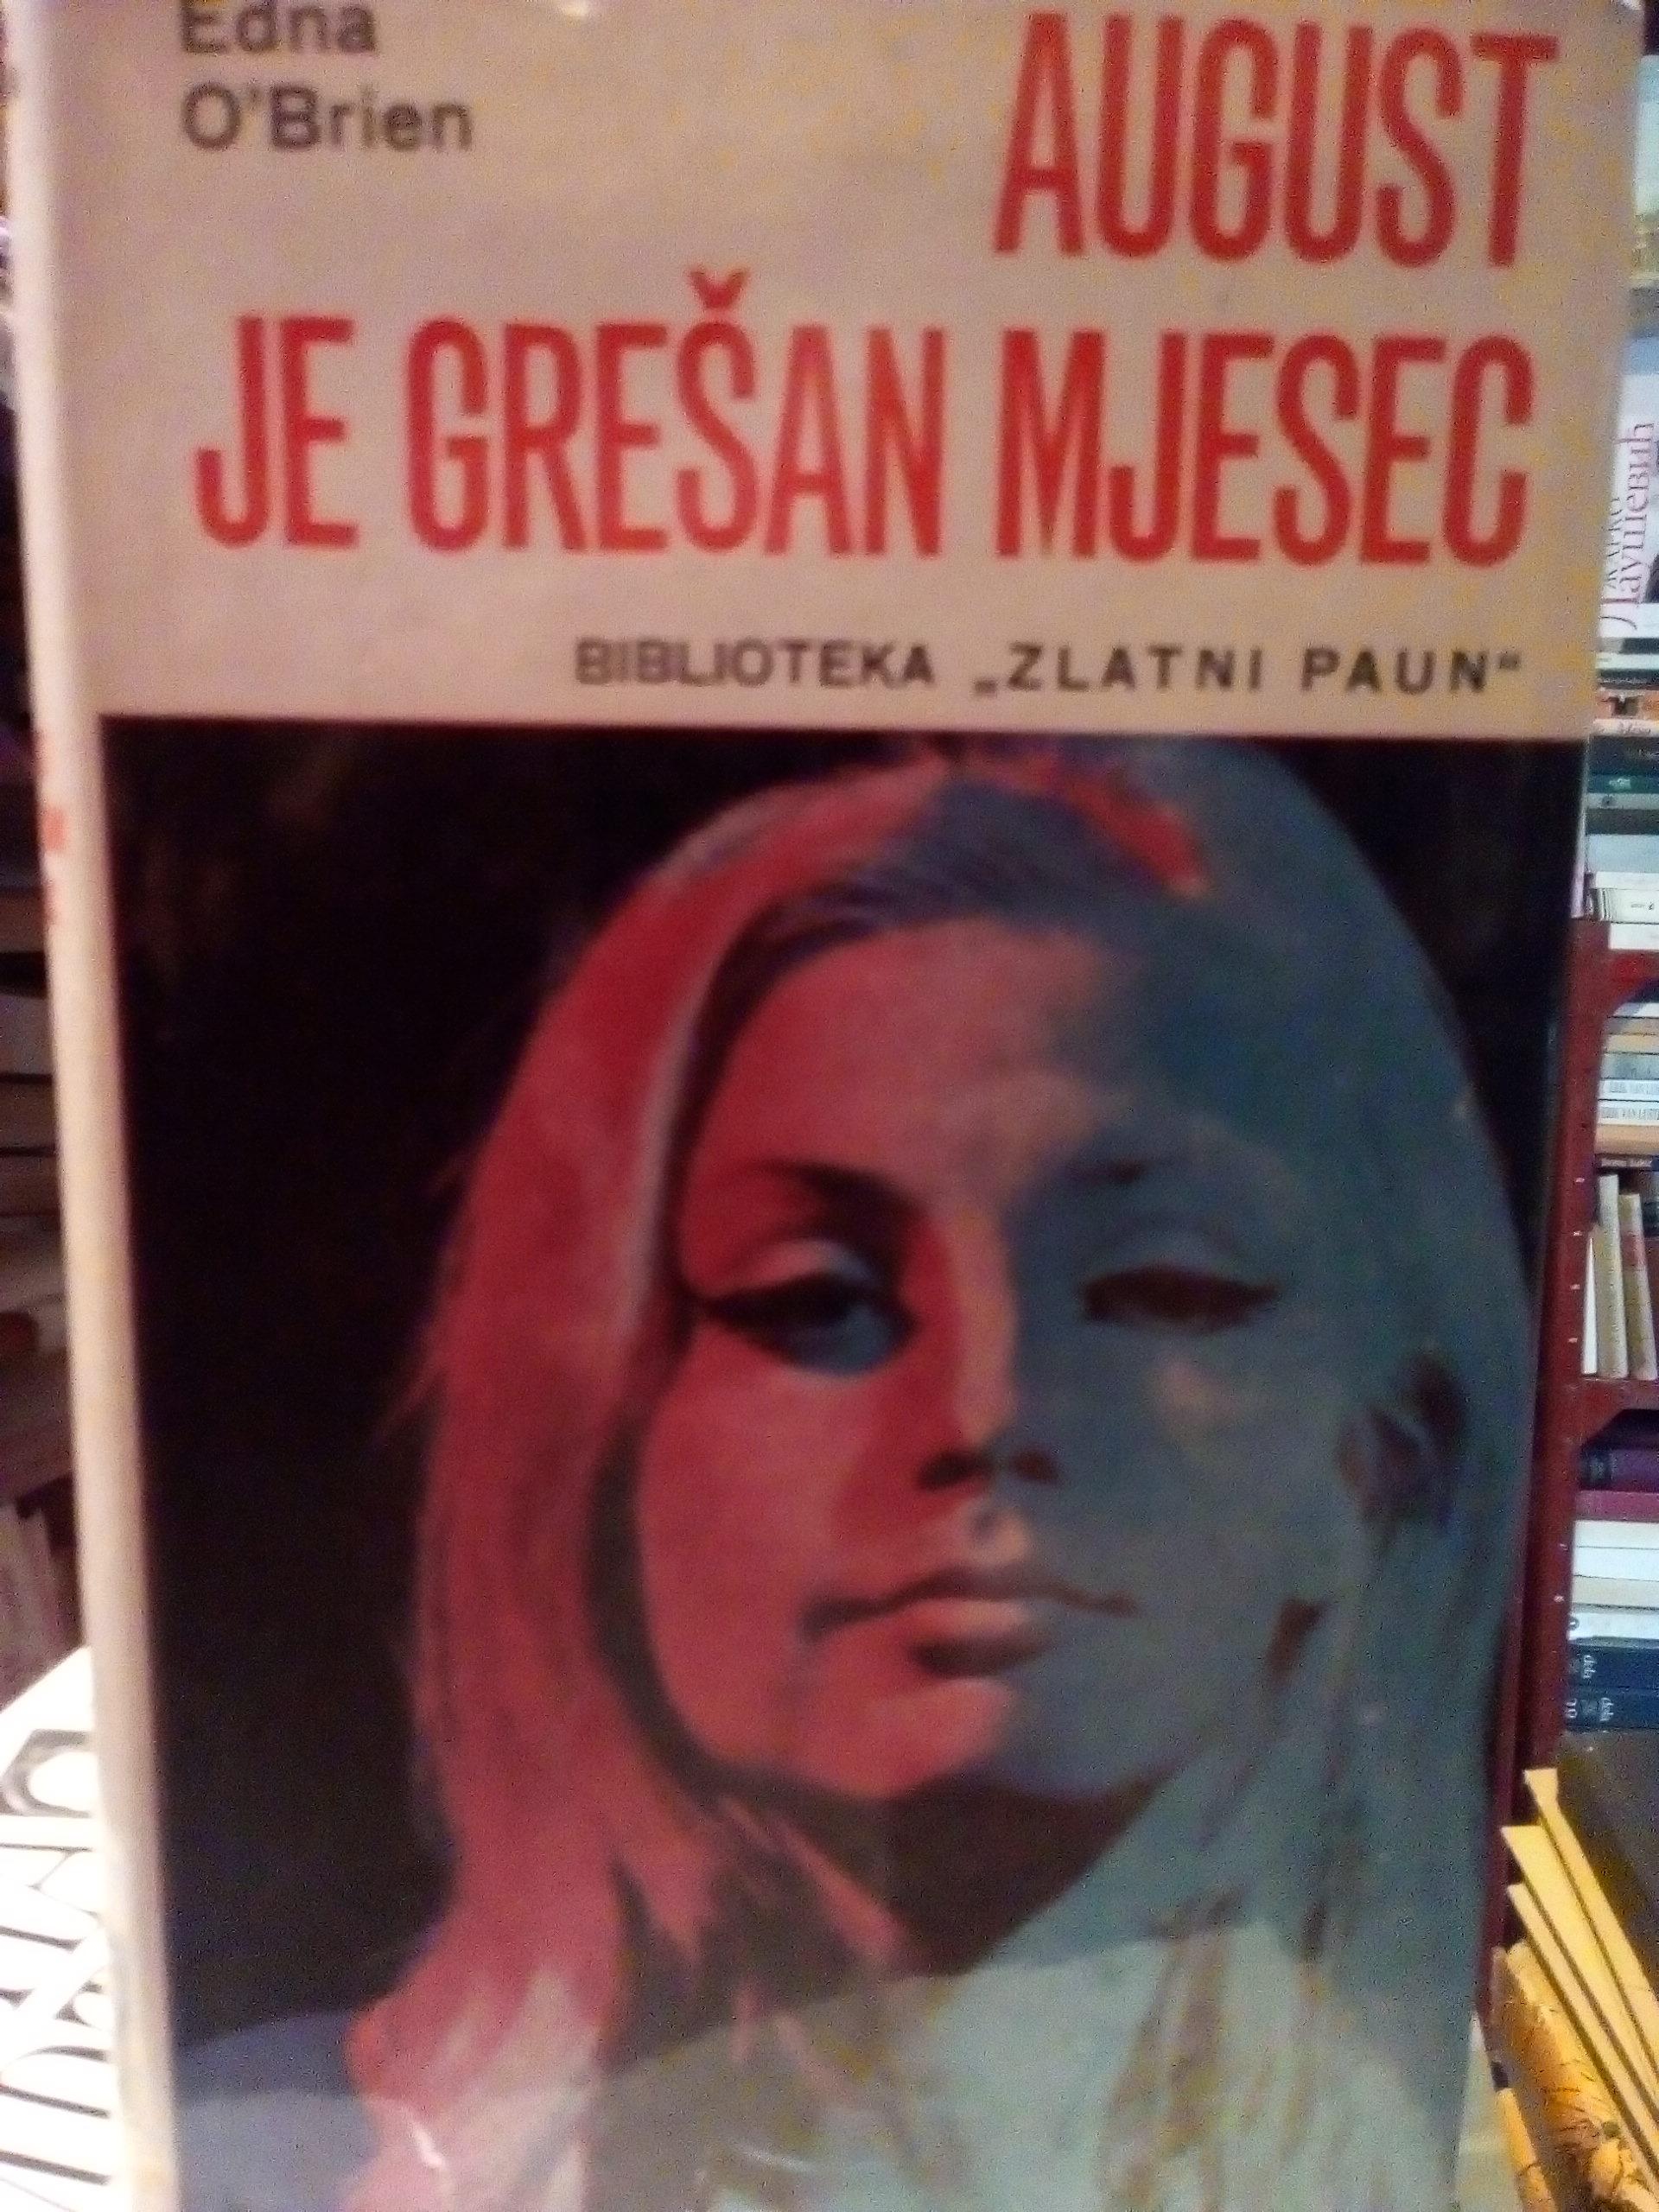 Edna
O'Brien
AUGUST
JE GREŠAN MJESEC
BIBLIOTEKA „ZLATNI PAUN“